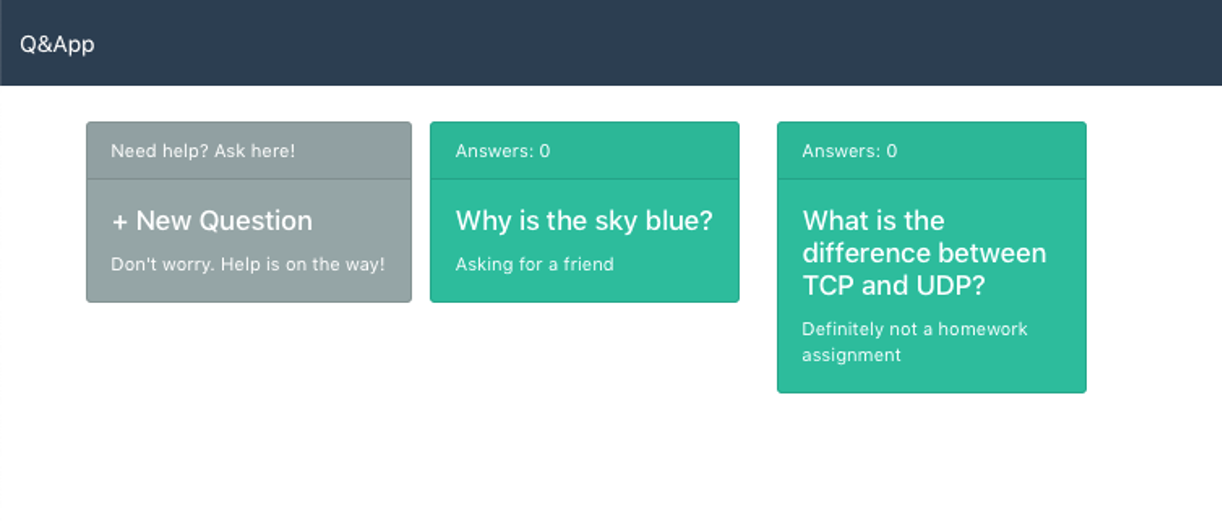 Q&App
Need help? Ask here!
+ New Question
Don't worry. Help is on the way!
Answers: 0
Why is the sky blue?
Asking for a friend
Answers: 0
What is the
difference between
TCP and UDP?
Definitely not a homework
assignment